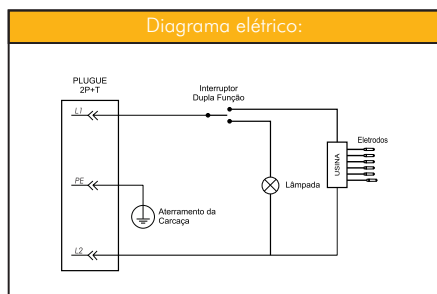 Diagrama elétrico:
PLUGUE
2P+T
Interruptor
Dupla Função
L1
Eletrodos
USINA
PE
Lâmpada
Aterramento da
Carcaça
L2